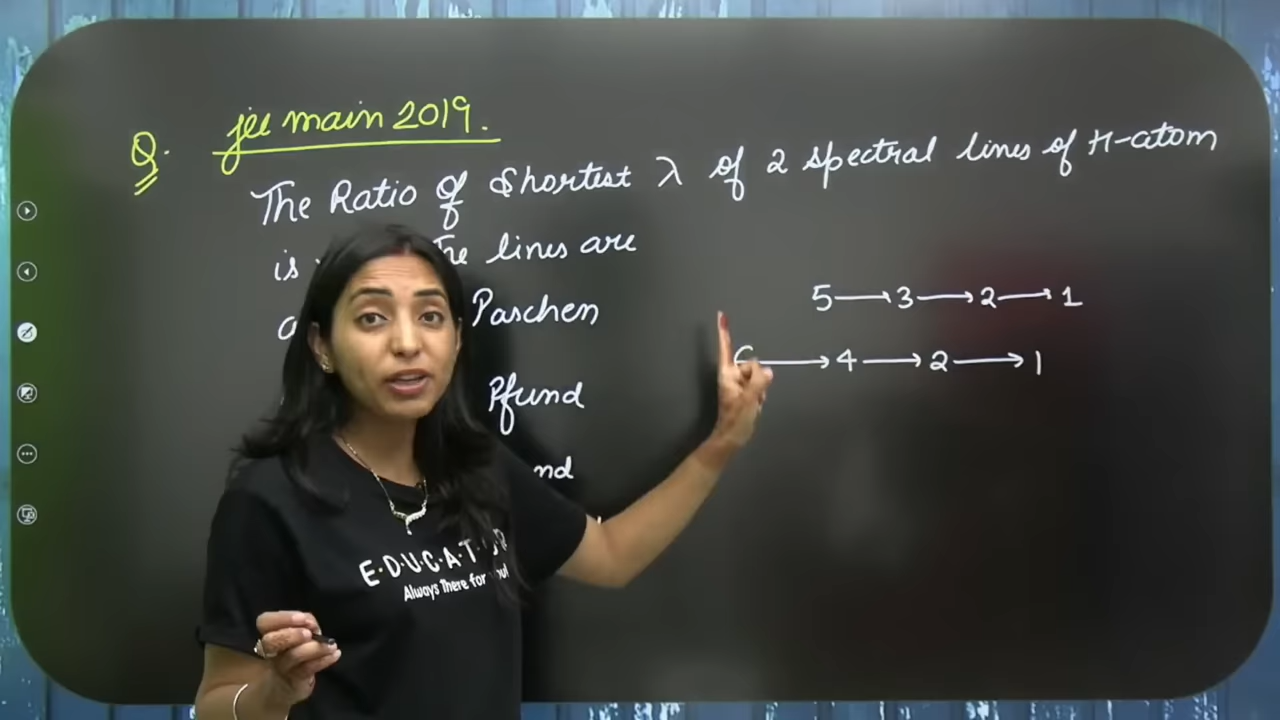 Q. jee main 2019.
The Ratio of Shortest λ of 2 spectral lines of H-atom
is lines are
Paschen
5 → 3 → 2 → 1
4 → 2 → 1
Pfund
E·D·U·C·A·T
Always There for